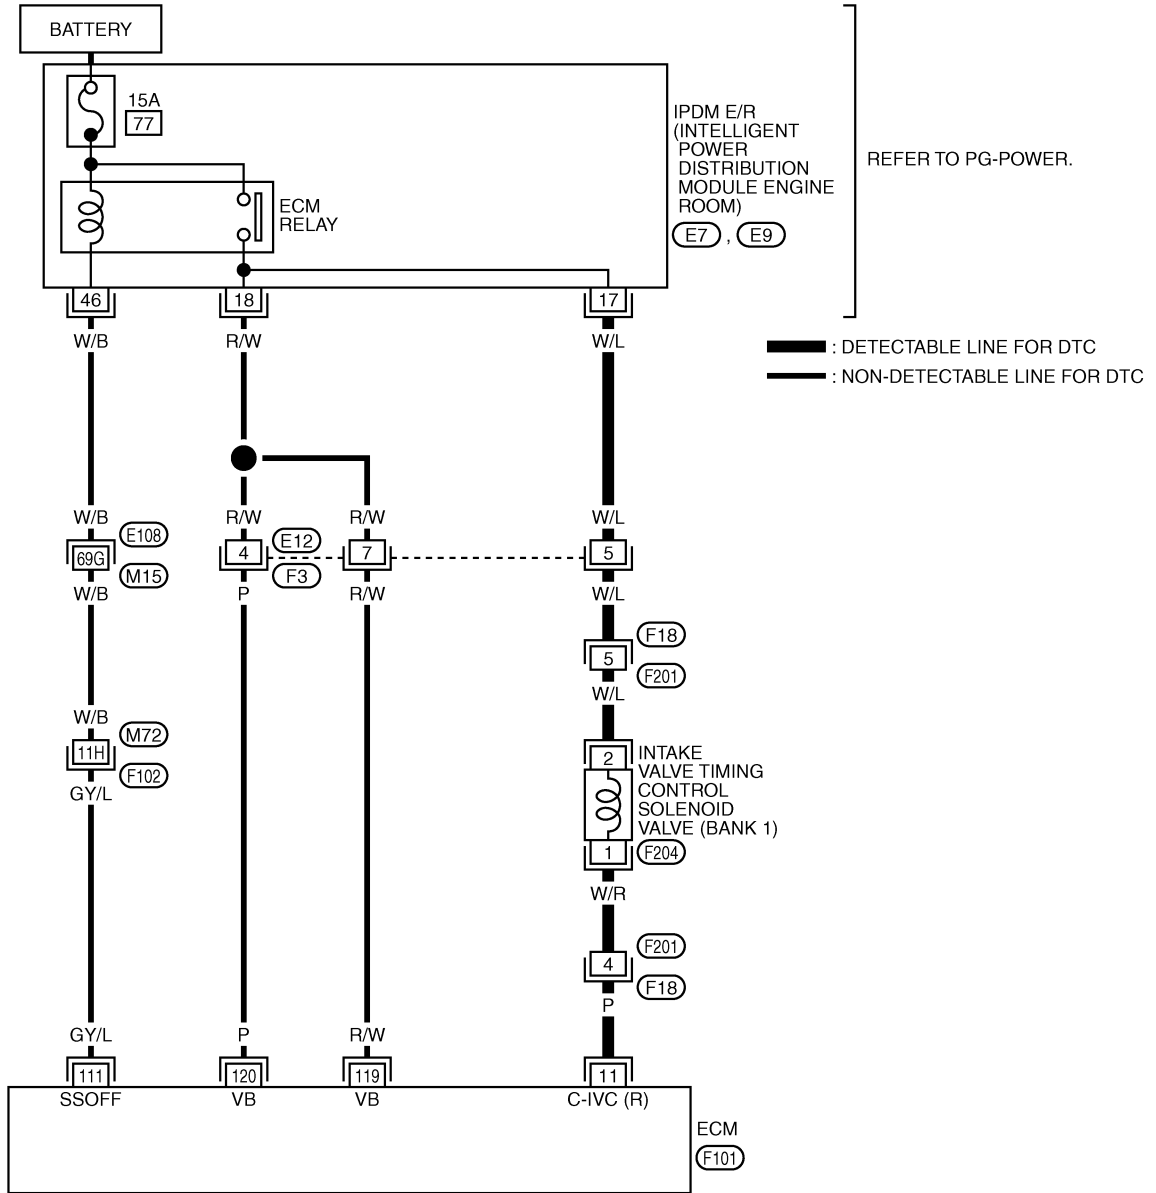 BATTERY
15A
77
IPDM E/R
(INTELLIGENT
POWER
DISTRIBUTION
MODULE ENGINE
ROOM)
E7 , E9
REFER TO PG-POWER.
ECM
RELAY
46 18 17
W/B R/W W/L
: DETECTABLE LINE FOR DTC
: NON-DETECTABLE LINE FOR DTC
W/B R/W R/W W/L
E108 E12
69G 4 7 5
M15 F3
W/B P R/W W/L
F18
5
F201
W/L
W/B
M72
11H
F102
GY/L
2
INTAKE
VALVE TIMING
CONTROL
SOLENOID
VALVE (BANK 1)
1 F204
W/R
F201
4
F18
P
GY/L P R/W
111 120 119 11
SSOFF VB VB C-IVC (R)
ECM
F101